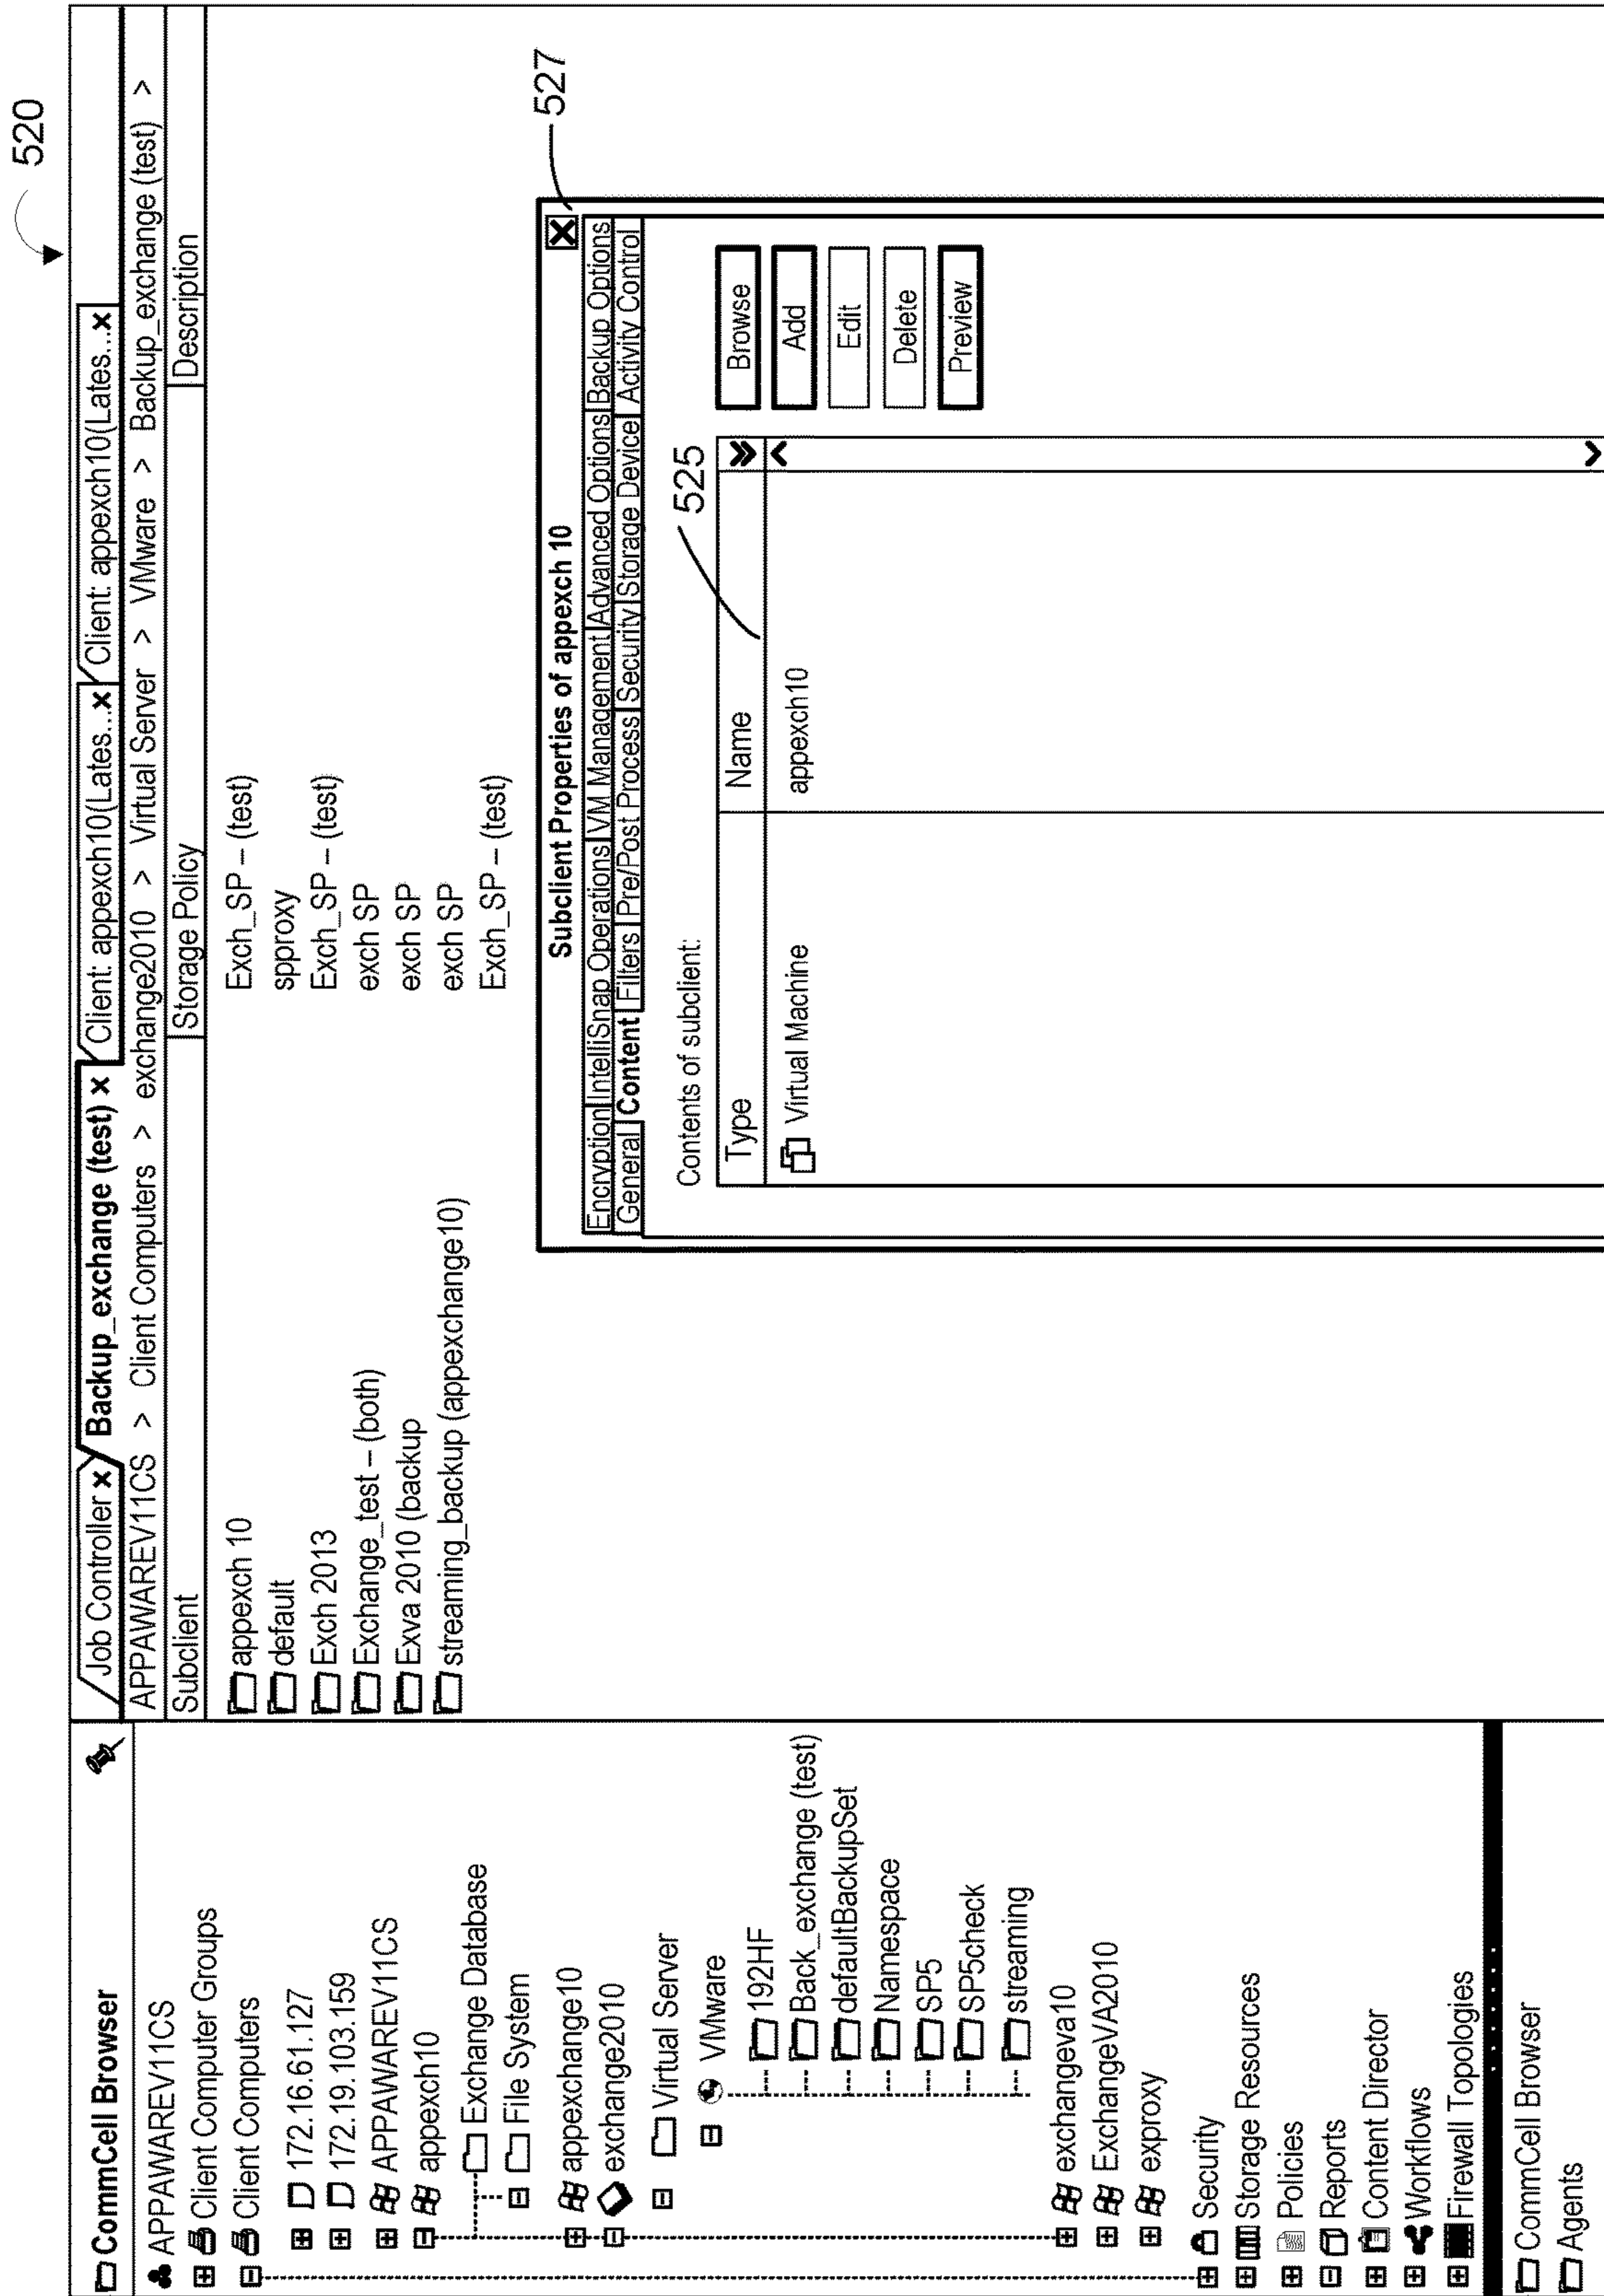 520
CommCell Browser
APPAWAREV11CS
Client Computer Groups
Client Computers
172.16.61.127
172.19.103.159
APPAWAREV11CS
appexch10
Exchange Database
File System
appexchange10
exchange2010
Virtual Server
VMware
192HF
Back_exchange (test)
defaultBackupSet
Namespace
SP5
SP5check
streaming
exchangeva10
ExchangeVA2010
exproxy
Security
Storage Resources
Policies
Reports
Content Director
Workflows
Firewall Topologies
CommCell Browser
Agents
Job Controller × Backup_exchange (test) × Client: appexch10(Lates...× Client: appexch10(Lates...×
APPAWAREV11CS > Client Computers > exchange2010 > Virtual Server > VMware > Backup_exchange (test) >
Subclient Storage Policy Description
appexch 10 Exch_SP – (test)
default spproxy
Exch 2013 Exch_SP – (test)
Exchange_test – (both) exch SP
Exva 2010 (backup exch SP
streaming_backup (appexchange10) exch SP
Exch_SP – (test)
527
Subclient Properties of appexch 10
Encryption IntelliSnap Operations VM Management Advanced Options Backup Options
General Content Filters Pre/Post Process Security Storage Device Activity Control
Contents of subclient:
525
Type Name
Virtual Machine appexch10
Browse
Add
Edit
Delete
Preview